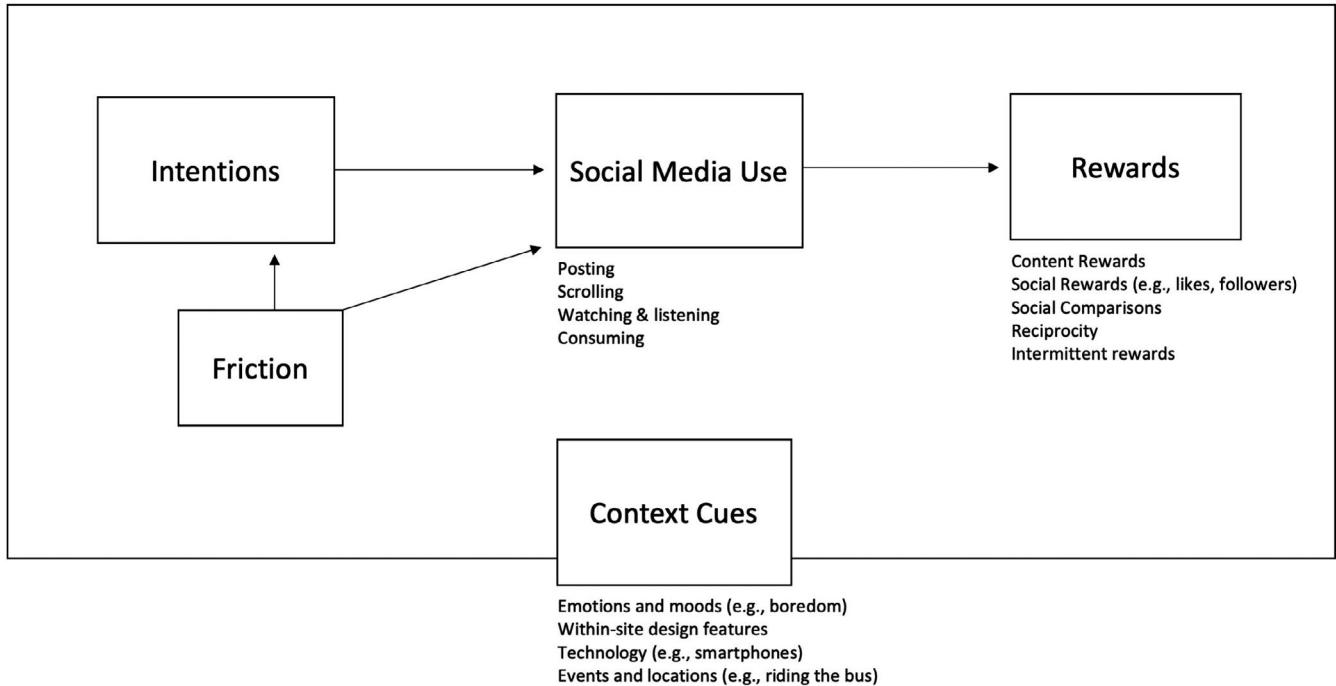 Intentions
Social Media Use
Rewards
Posting
Scrolling
Watching & listening
Consuming
Content Rewards
Social Rewards (e.g., likes, followers)
Social Comparisons
Reciprocity
Intermittent rewards
Friction
Context Cues
Emotions and moods (e.g., boredom)
Within-site design features
Technology (e.g., smartphones)
Events and locations (e.g., riding the bus)